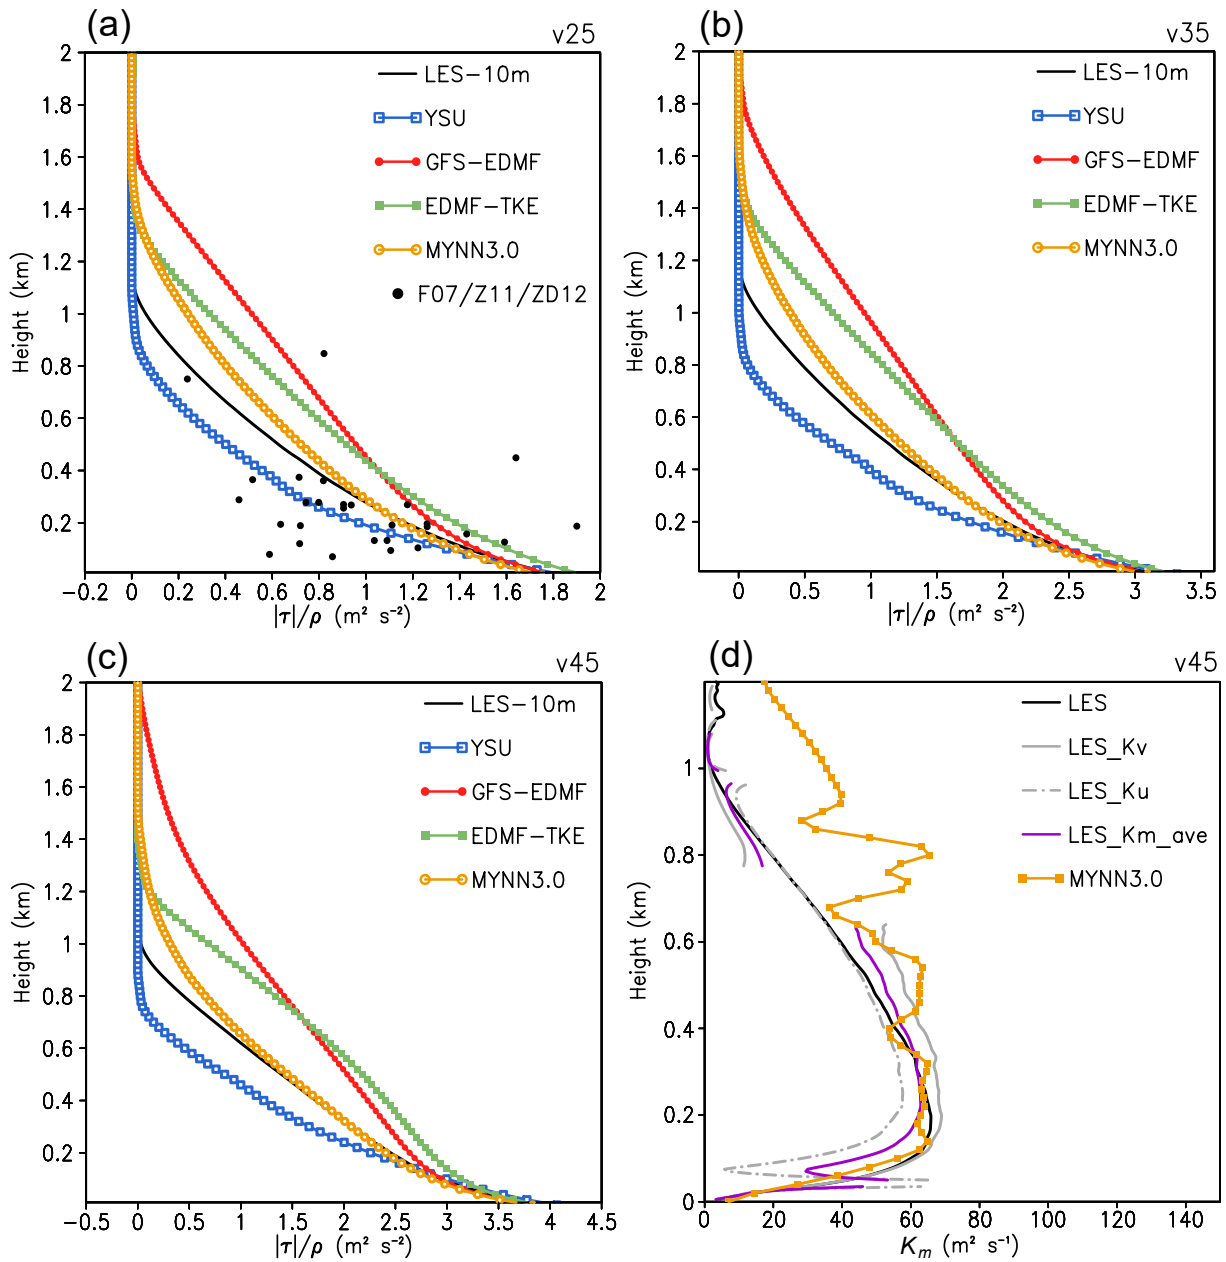 (a)
v25
2
1.8
1.6
1.4
1.2
1
0.8
0.6
0.4
0.2
Height (km)
LES-10m
YSU
GFS-EDMF
EDMF-TKE
MYNN3.0
F07/Z11/ZD12
-0.2 0 0.2 0.4 0.6 0.8 1 1.2 1.4 1.6 1.8 2
|τ|/ρ (m² s⁻²)
(b)
v35
2
1.8
1.6
1.4
1.2
1
0.8
0.6
0.4
0.2
Height (km)
LES-10m
YSU
GFS-EDMF
EDMF-TKE
MYNN3.0
0 0.5 1 1.5 2 2.5 3 3.5
|τ|/ρ (m² s⁻²)
(c)
v45
2
1.8
1.6
1.4
1.2
1
0.8
0.6
0.4
0.2
Height (km)
LES-10m
YSU
GFS-EDMF
EDMF-TKE
MYNN3.0
-0.5 0 0.5 1 1.5 2 2.5 3 3.5 4 4.5
|τ|/ρ (m² s⁻²)
(d)
v45
1
0.8
0.6
0.4
0.2
0
Height (km)
LES
LES_Kv
LES_Ku
LES_Km_ave
MYNN3.0
0 20 40 60 80 100 120 140
Kₘ (m² s⁻¹)